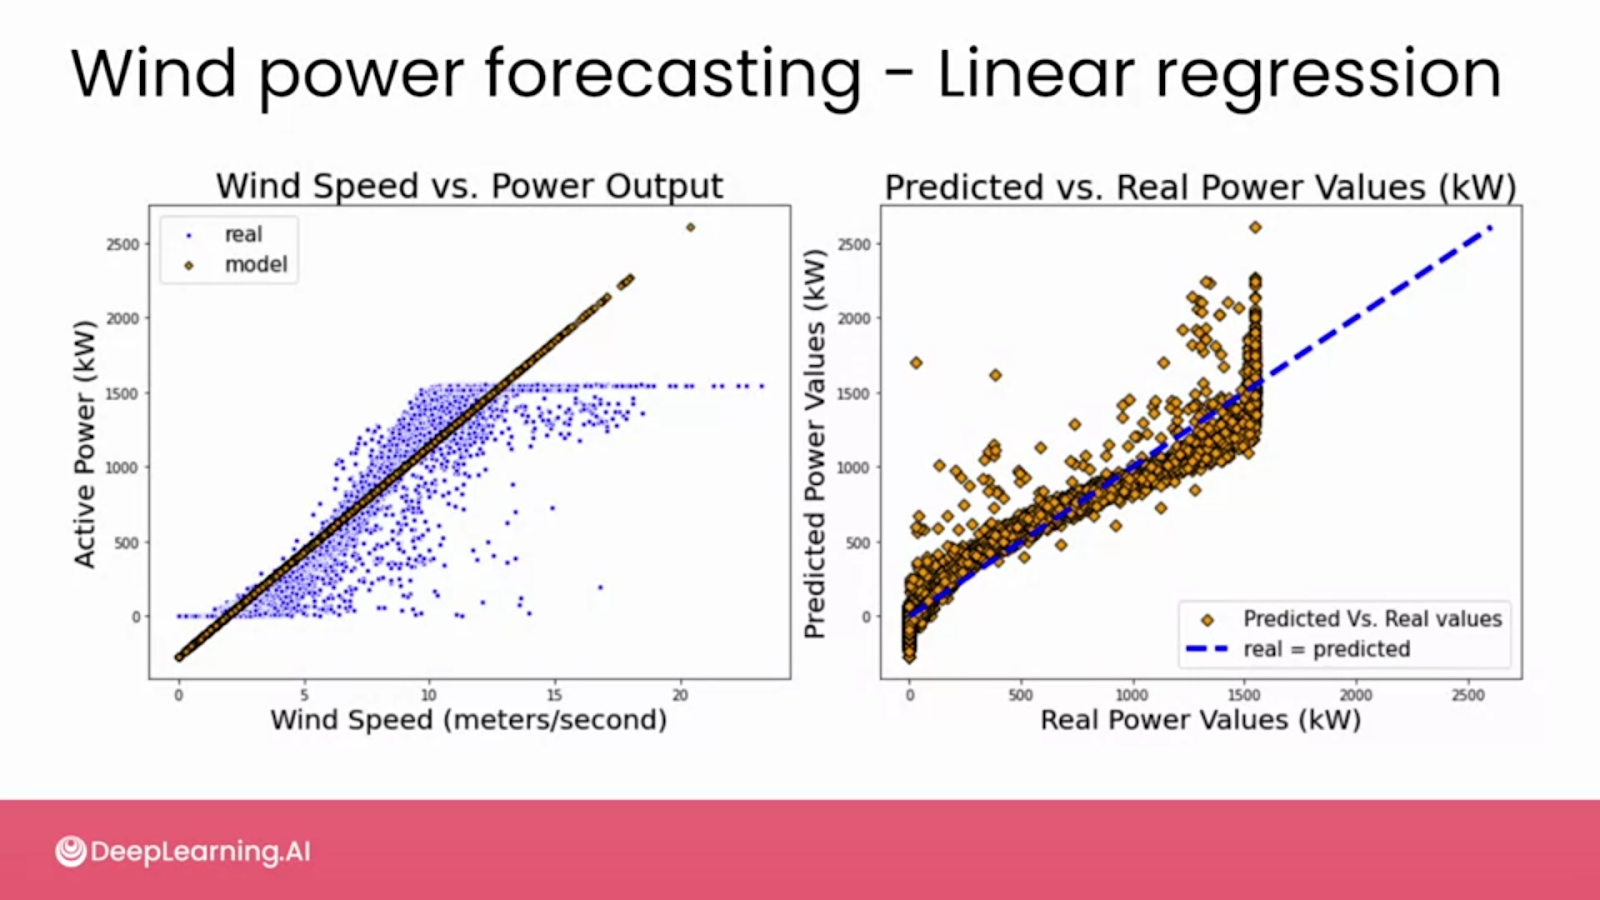 Wind power forecasting - Linear regression
Wind Speed vs. Power Output
real
model
2500
2000
1500
1000
500
0
Active Power (kW)
0 5 10 15 20
Wind Speed (meters/second)
Predicted vs. Real Power Values (kW)
2500
2000
1500
1000
500
0
Predicted Power Values (kW)
Predicted Vs. Real values
real = predicted
0 500 1000 1500 2000 2500
Real Power Values (kW)
DeepLearning.AI